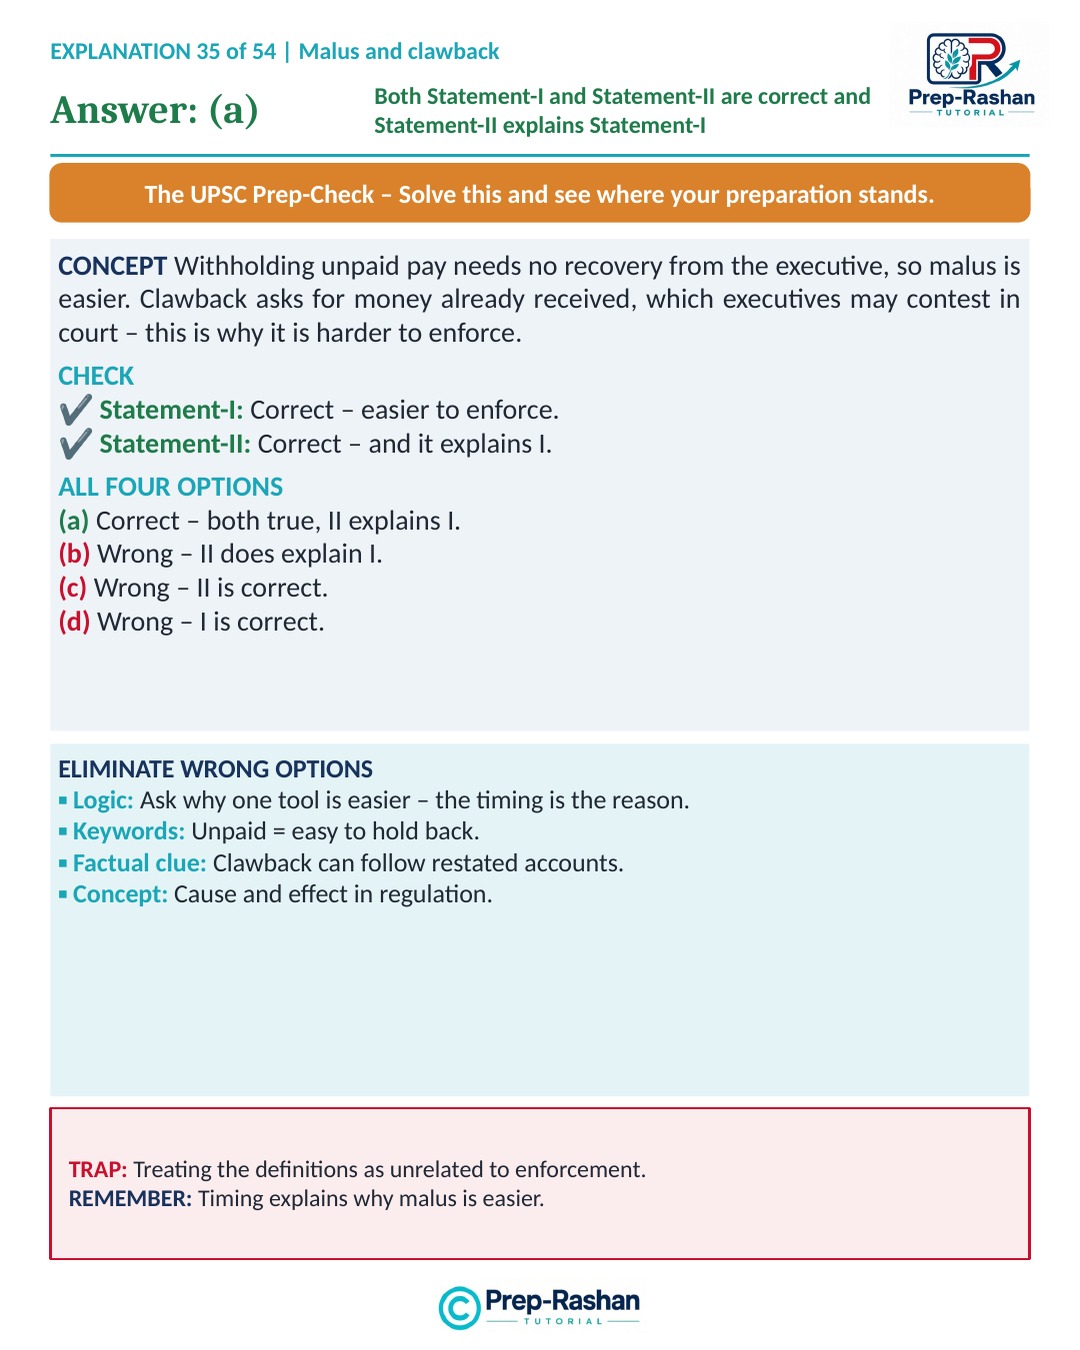 EXPLANATION 35 of 54 | Malus and clawback
Prep-Rashan
TUTORIAL
Answer: (a)
Both Statement-I and Statement-II are correct and
Statement-II explains Statement-I
The UPSC Prep-Check – Solve this and see where your preparation stands.
CONCEPT Withholding unpaid pay needs no recovery from the executive, so malus is
easier. Clawback asks for money already received, which executives may contest in
court – this is why it is harder to enforce.
CHECK
✔ Statement-I: Correct – easier to enforce.
✔ Statement-II: Correct – and it explains I.
ALL FOUR OPTIONS
(a) Correct – both true, II explains I.
(b) Wrong – II does explain I.
(c) Wrong – II is correct.
(d) Wrong – I is correct.
ELIMINATE WRONG OPTIONS
▪ Logic: Ask why one tool is easier – the timing is the reason.
▪ Keywords: Unpaid = easy to hold back.
▪ Factual clue: Clawback can follow restated accounts.
▪ Concept: Cause and effect in regulation.
TRAP: Treating the definitions as unrelated to enforcement.
REMEMBER: Timing explains why malus is easier.
© Prep-Rashan
TUTORIAL